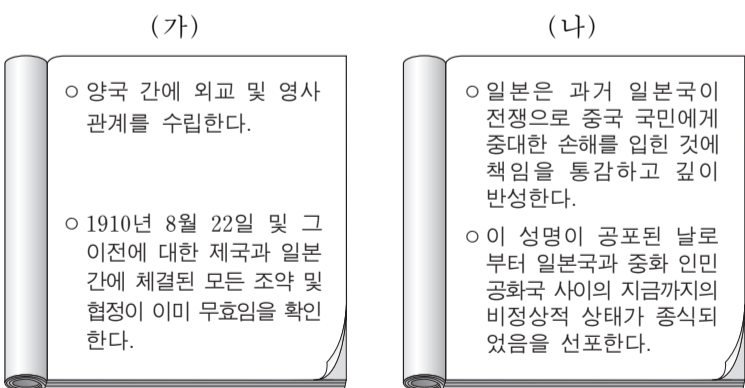 (가)
○ 양국 간에 외교 및 영사
관계를 수립한다.
○ 1910년 8월 22일 및 그
이전에 대한 제국과 일본
간에 체결된 모든 조약 및
협정이 이미 무효임을 확인
한다.
(나)
○ 일본은 과거 일본국이
전쟁으로 중국 국민에게
중대한 손해를 입힌 것에
책임을 통감하고 깊이
반성한다.
○ 이 성명이 공포된 날로
부터 일본국과 중화 인민
공화국 사이의 지금까지의
비정상적 상태가 종식되
었음을 선포한다.